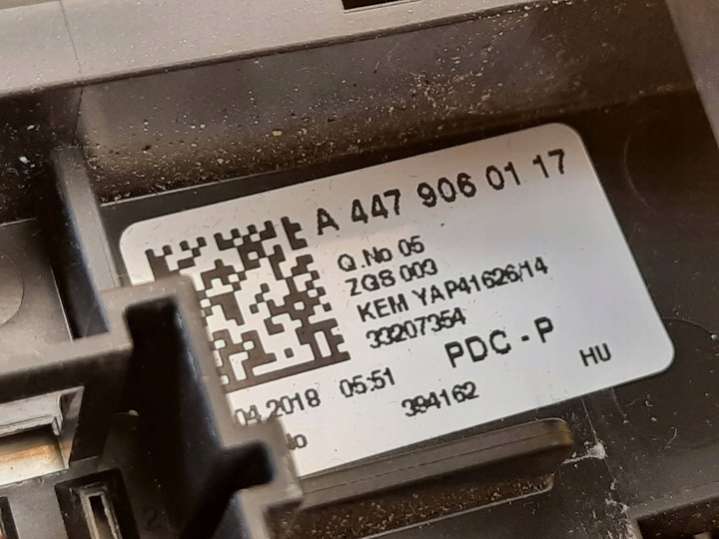 A 447 906 01 17
Q.No 05
ZGS 003
KEM YAP41626/14
33207354
PDC - P
04.2018 05:51
394162
HU